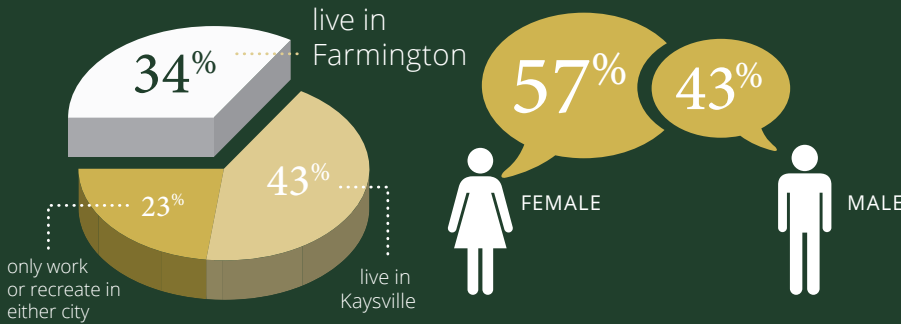 live in
Farmington
34%
43%
23%
only work
or recreate in
either city
live in
Kaysville
57%
43%
FEMALE
MALE